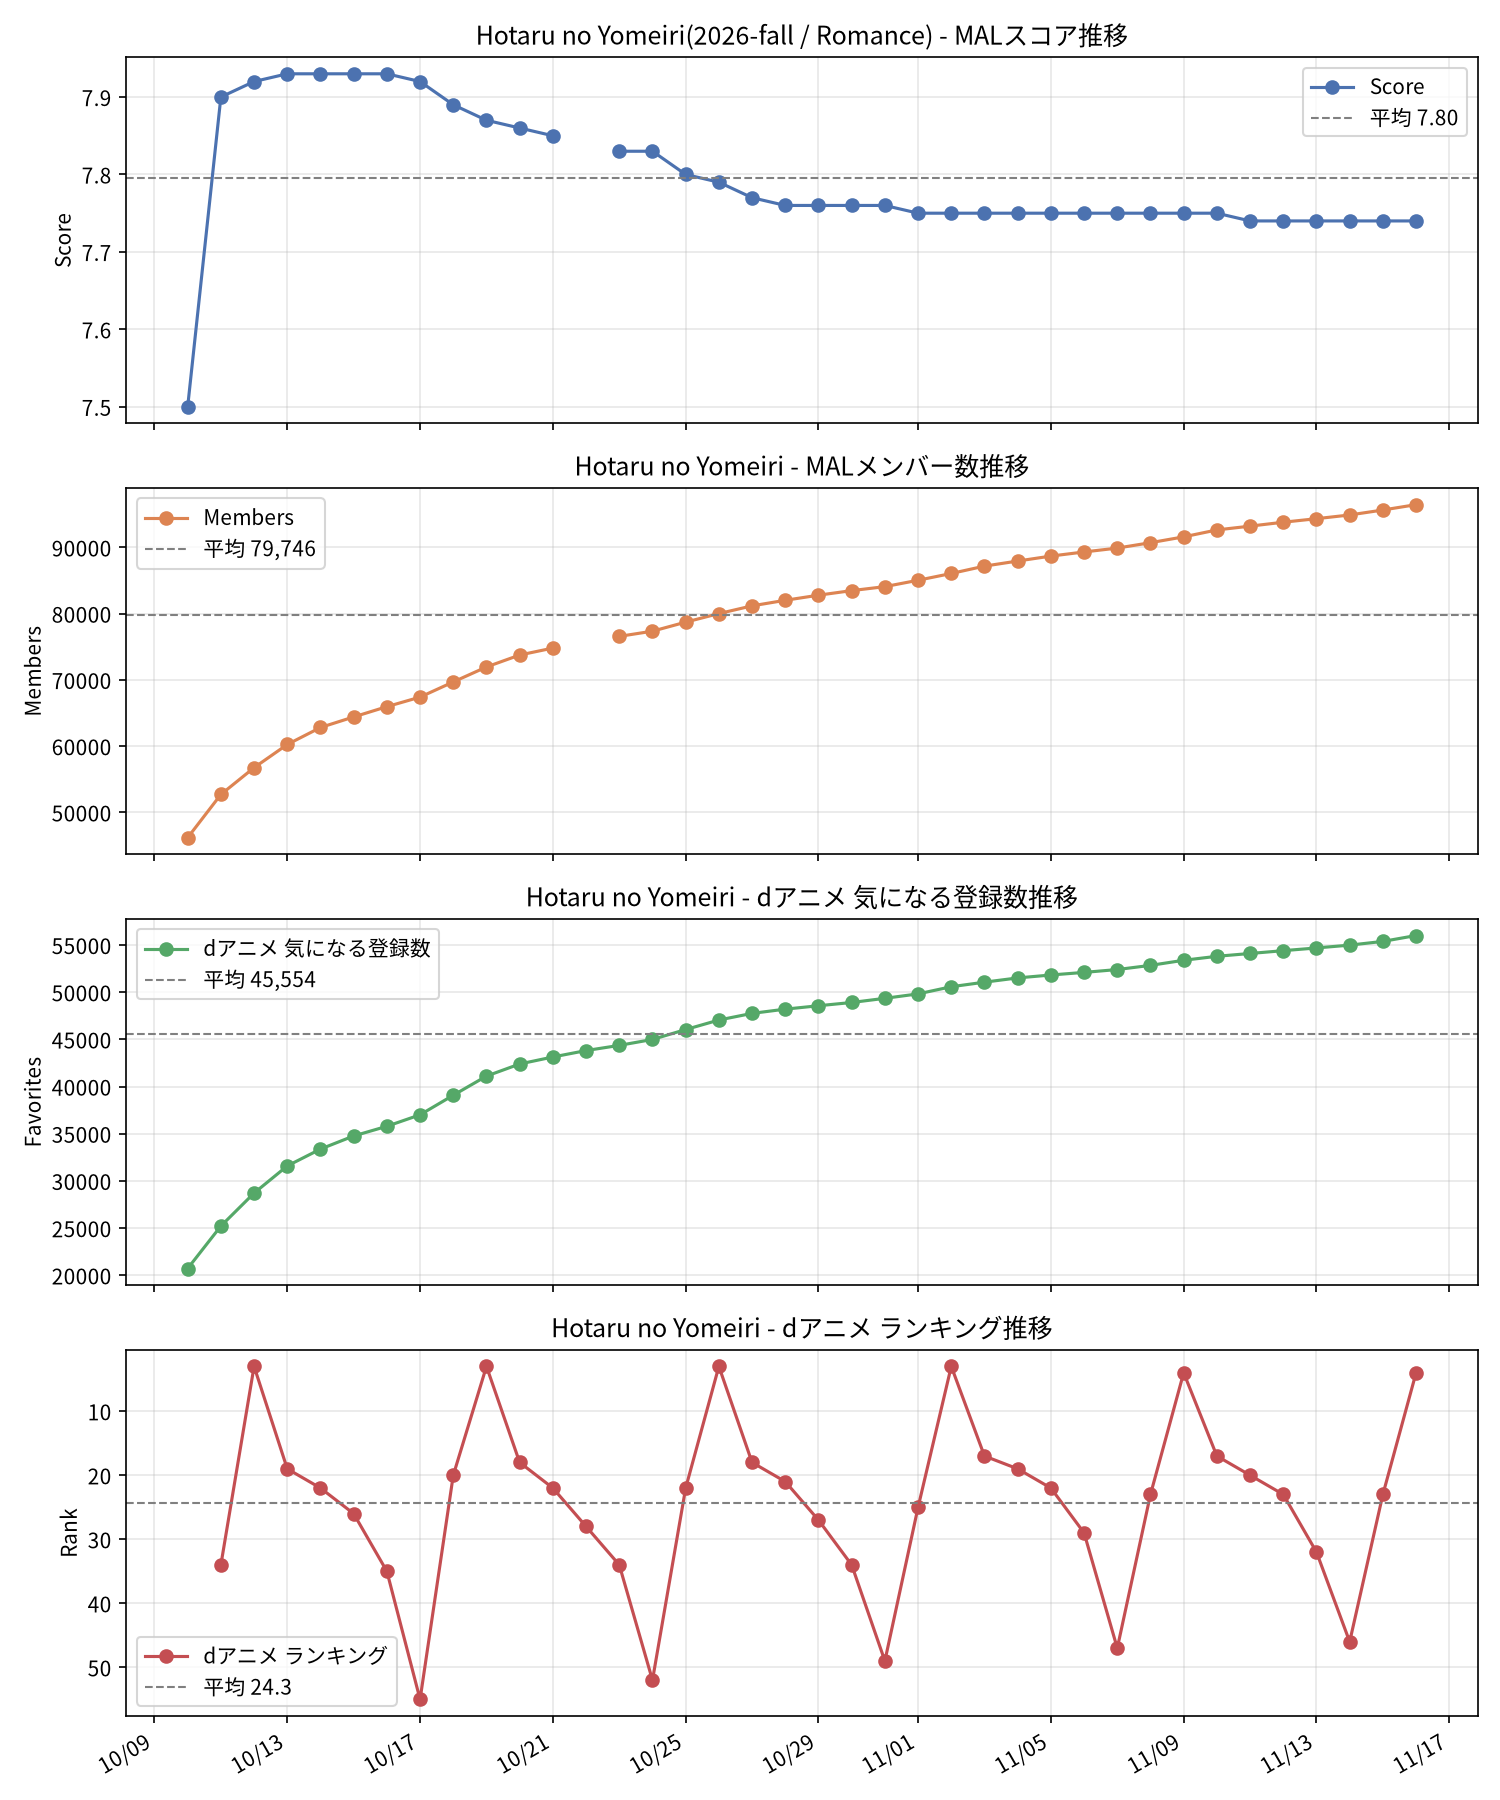 Hotaru no Yomeiri(2026-fall / Romance) - MALスコア推移
Score
平均 7.80
7.9
7.8
7.7
7.6
7.5
Score
Hotaru no Yomeiri - MALメンバー数推移
Members
平均 79,746
90000
80000
70000
60000
50000
Members
Hotaru no Yomeiri - dアニメ 気になる登録数推移
dアニメ 気になる登録数
平均 45,554
55000
50000
45000
40000
35000
30000
25000
20000
Favorites
Hotaru no Yomeiri - dアニメ ランキング推移
10
20
30
40
50
Rank
dアニメ ランキング
平均 24.3
10/09
10/13
10/17
10/21
10/25
10/29
11/01
11/05
11/09
11/13
11/17